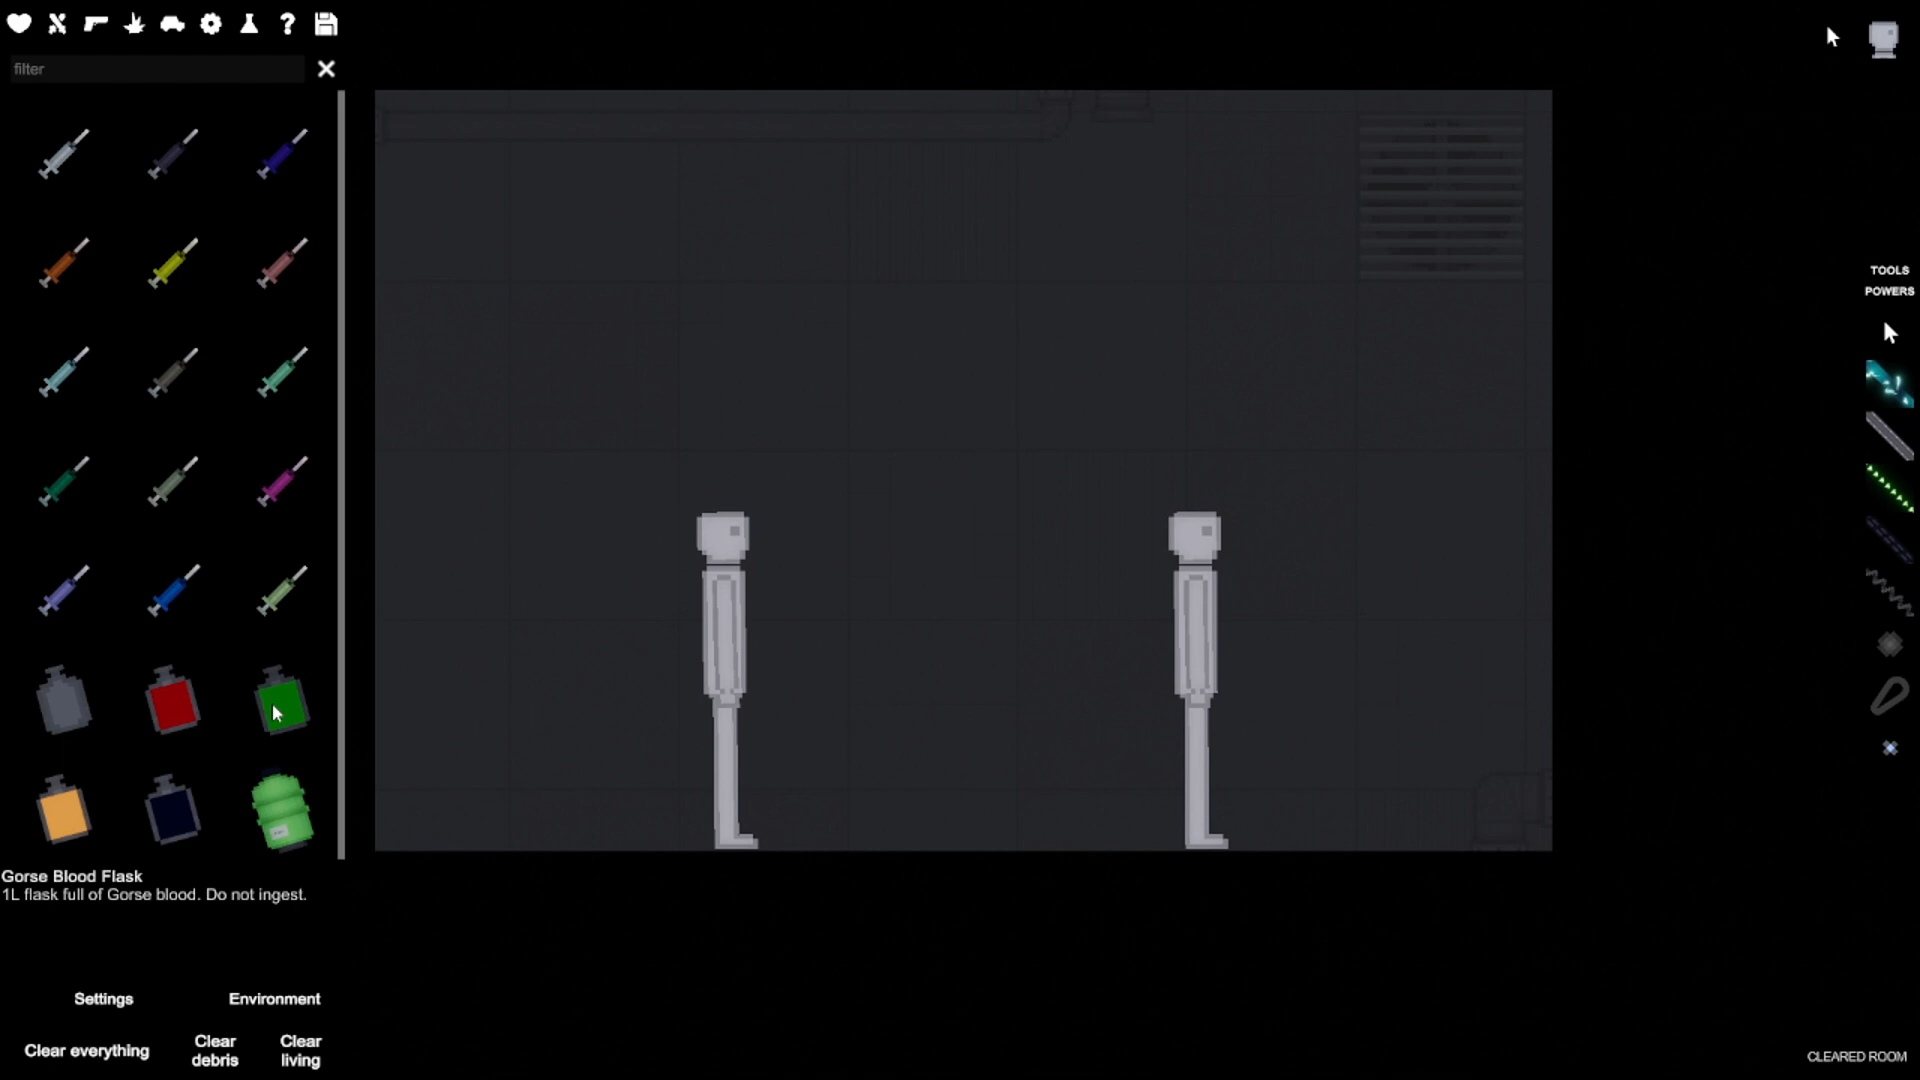 filter
TOOLS
POWERS
Gorse Blood Flask
1L flask full of Gorse blood. Do not ingest.
Settings
Environment
Clear everything
Clear debris
Clear living
CLEARED ROOM